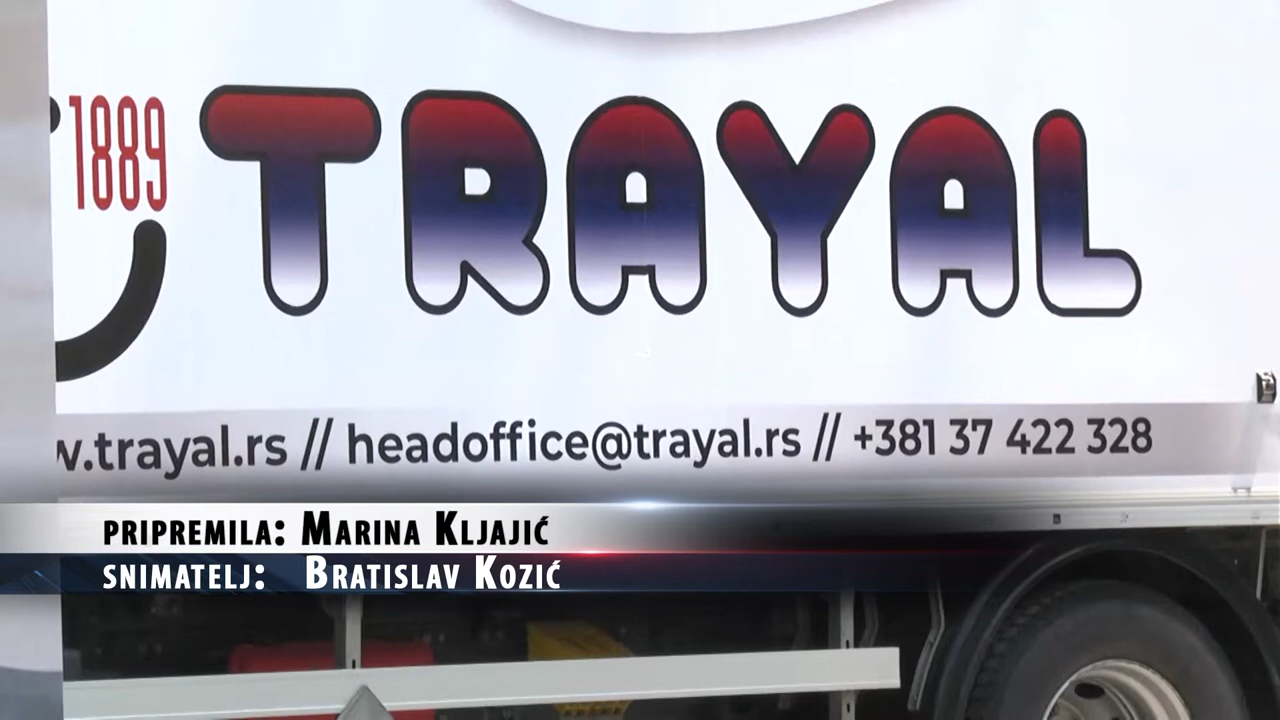 1889
TRAYAL
w.trayal.rs // headoffice@trayal.rs // +381 37 422 328
PRIPREMILA: MARINA KLJAJIĆ
SNIMATELJ: BRATISLAV KOZIĆ